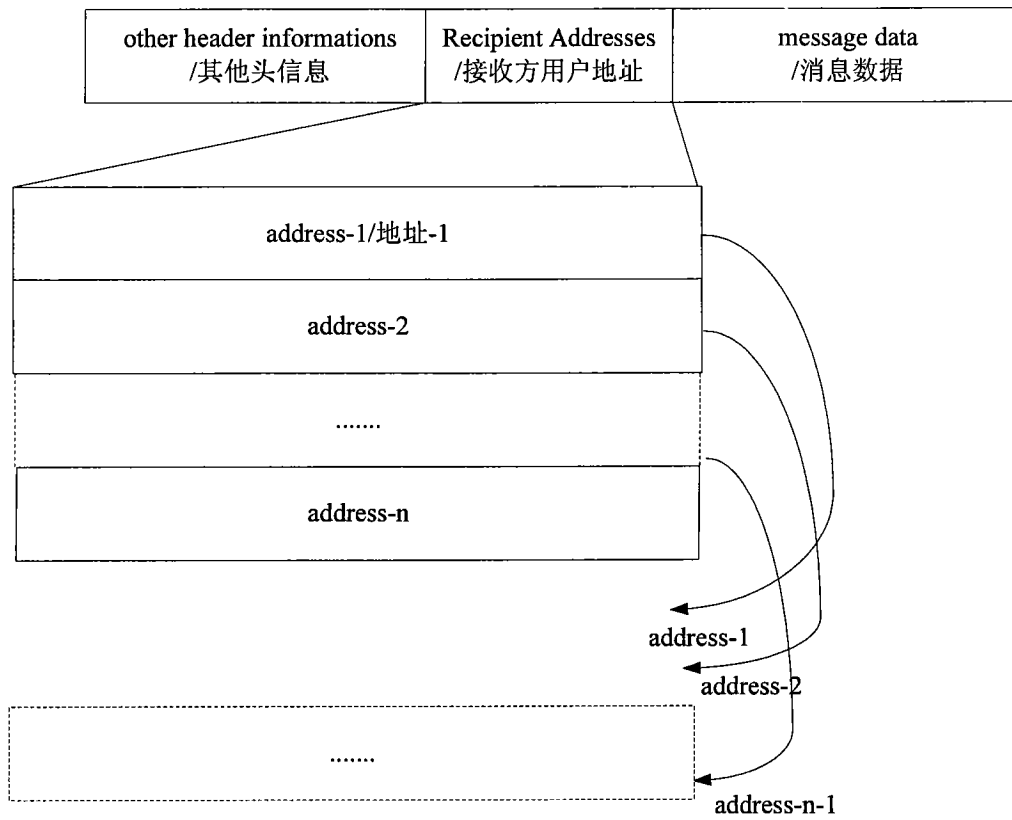 other header informations
/其他头信息
Recipient Addresses
/接收方用户地址
message data
/消息数据
address-1/地址-1
address-2
.......
address-n
address-1
address-2
.......
address-n-1